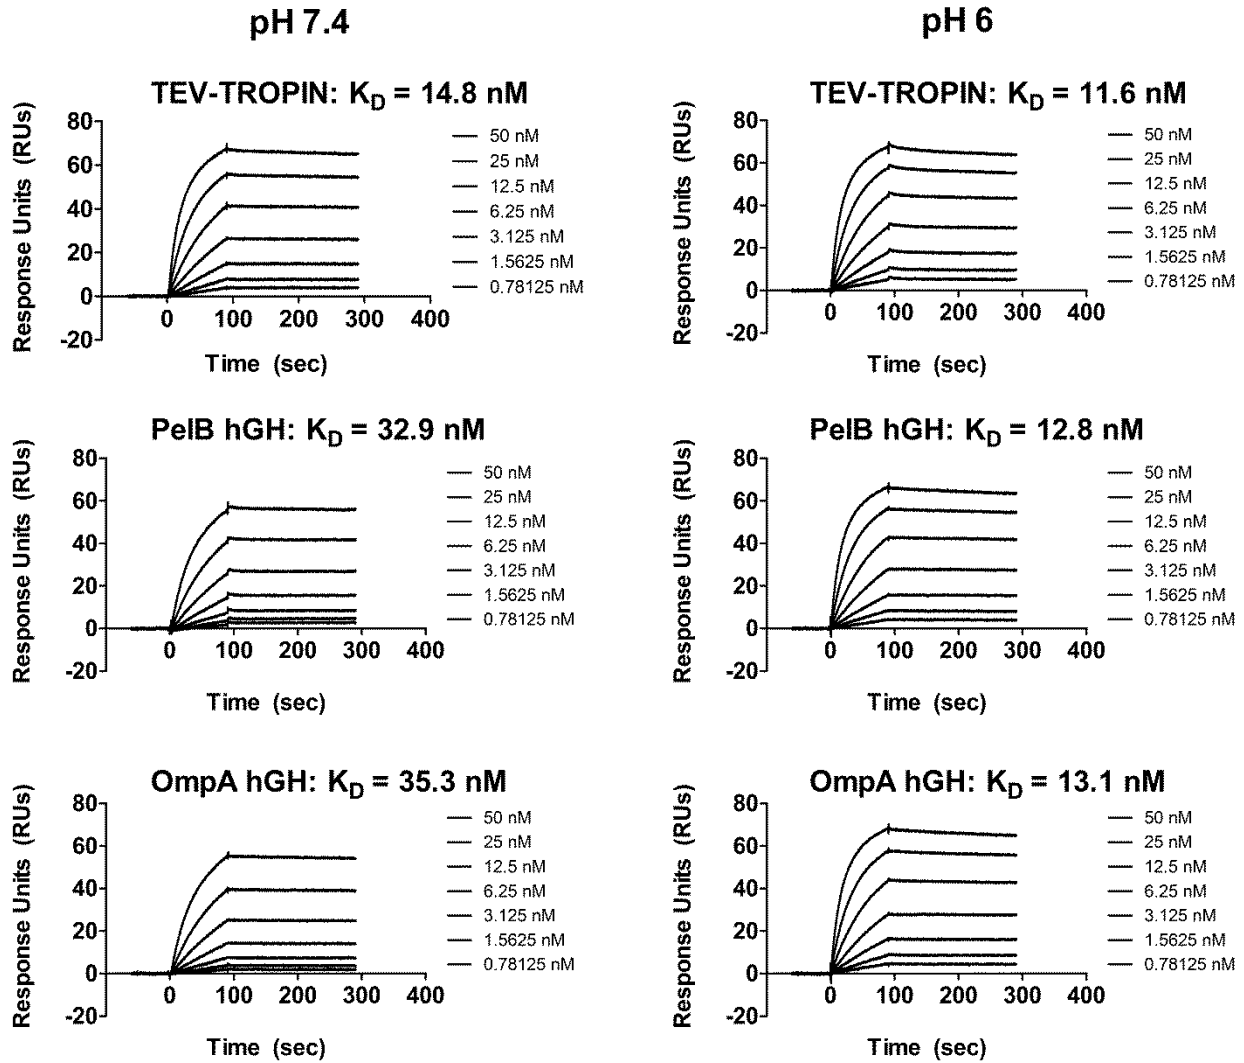 pH 7.4
pH 6
TEV-TROPIN: KD = 14.8 nM
Response Units (RUs)
80
60
40
20
0
-20
0
100
200
300
400
Time (sec)
50 nM
25 nM
12.5 nM
6.25 nM
3.125 nM
1.5625 nM
0.78125 nM
TEV-TROPIN: KD = 11.6 nM
Response Units (RUs)
80
60
40
20
0
-20
0
100
200
300
400
Time (sec)
50 nM
25 nM
12.5 nM
6.25 nM
3.125 nM
1.5625 nM
0.78125 nM
PelB hGH: KD = 32.9 nM
Response Units (RUs)
80
60
40
20
0
-20
0
100
200
300
400
Time (sec)
50 nM
25 nM
12.5 nM
6.25 nM
3.125 nM
1.5625 nM
0.78125 nM
PelB hGH: KD = 12.8 nM
Response Units (RUs)
80
60
40
20
0
-20
0
100
200
300
400
Time (sec)
50 nM
25 nM
12.5 nM
6.25 nM
3.125 nM
1.5625 nM
0.78125 nM
OmpA hGH: KD = 35.3 nM
Response Units (RUs)
80
60
40
20
0
-20
0
100
200
300
400
Time (sec)
50 nM
25 nM
12.5 nM
6.25 nM
3.125 nM
1.5625 nM
0.78125 nM
OmpA hGH: KD = 13.1 nM
Response Units (RUs)
80
60
40
20
0
-20
0
100
200
300
400
Time (sec)
50 nM
25 nM
12.5 nM
6.25 nM
3.125 nM
1.5625 nM
0.78125 nM